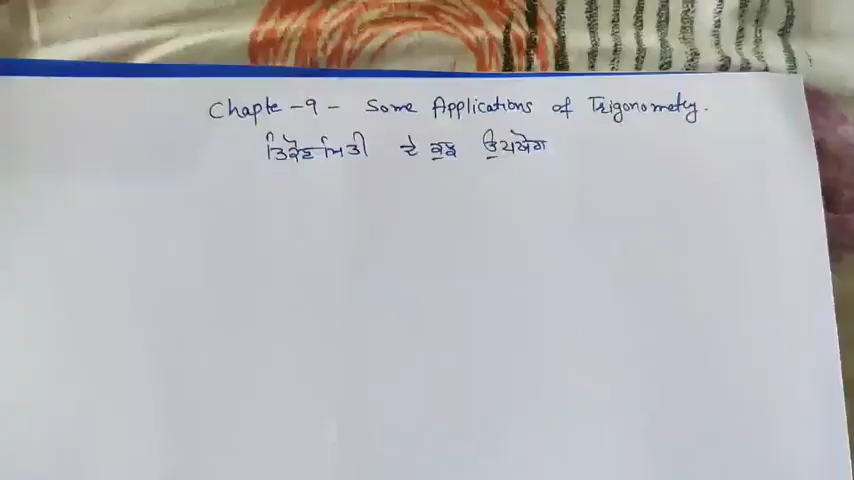 Chapte - 9 - Some Applications of Trigonometry.
ਤਿਕੋਣਮਿਤੀ ਦੇ ਕੁਝ ਉਪਯੋਗ